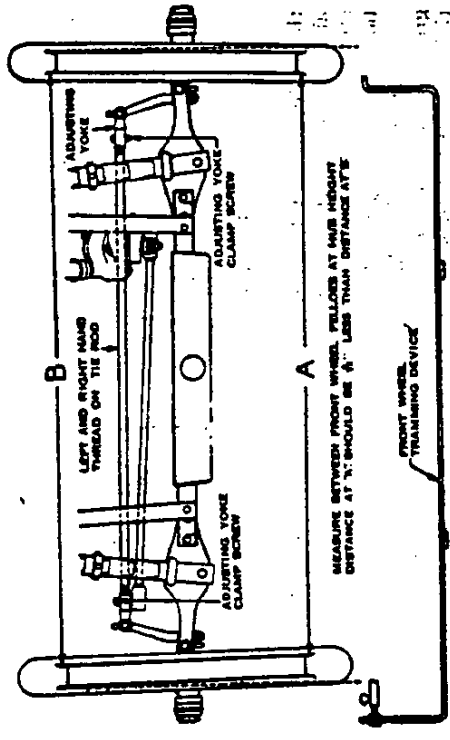 ADJUSTING
YOKE
ADJUSTING YOKE
CLAMP SCREW
LEFT AND RIGHT HAND
THREAD ON TIE ROD
B
A
ADJUSTING YOKE
CLAMP SCREW
MEASURE BETWEEN FRONT WHEEL FELLOES AT HUB HEIGHT
DISTANCE AT "A" SHOULD BE LESS THAN DISTANCE AT "B"
FRONT WHEEL
TRAMMING DEVICE